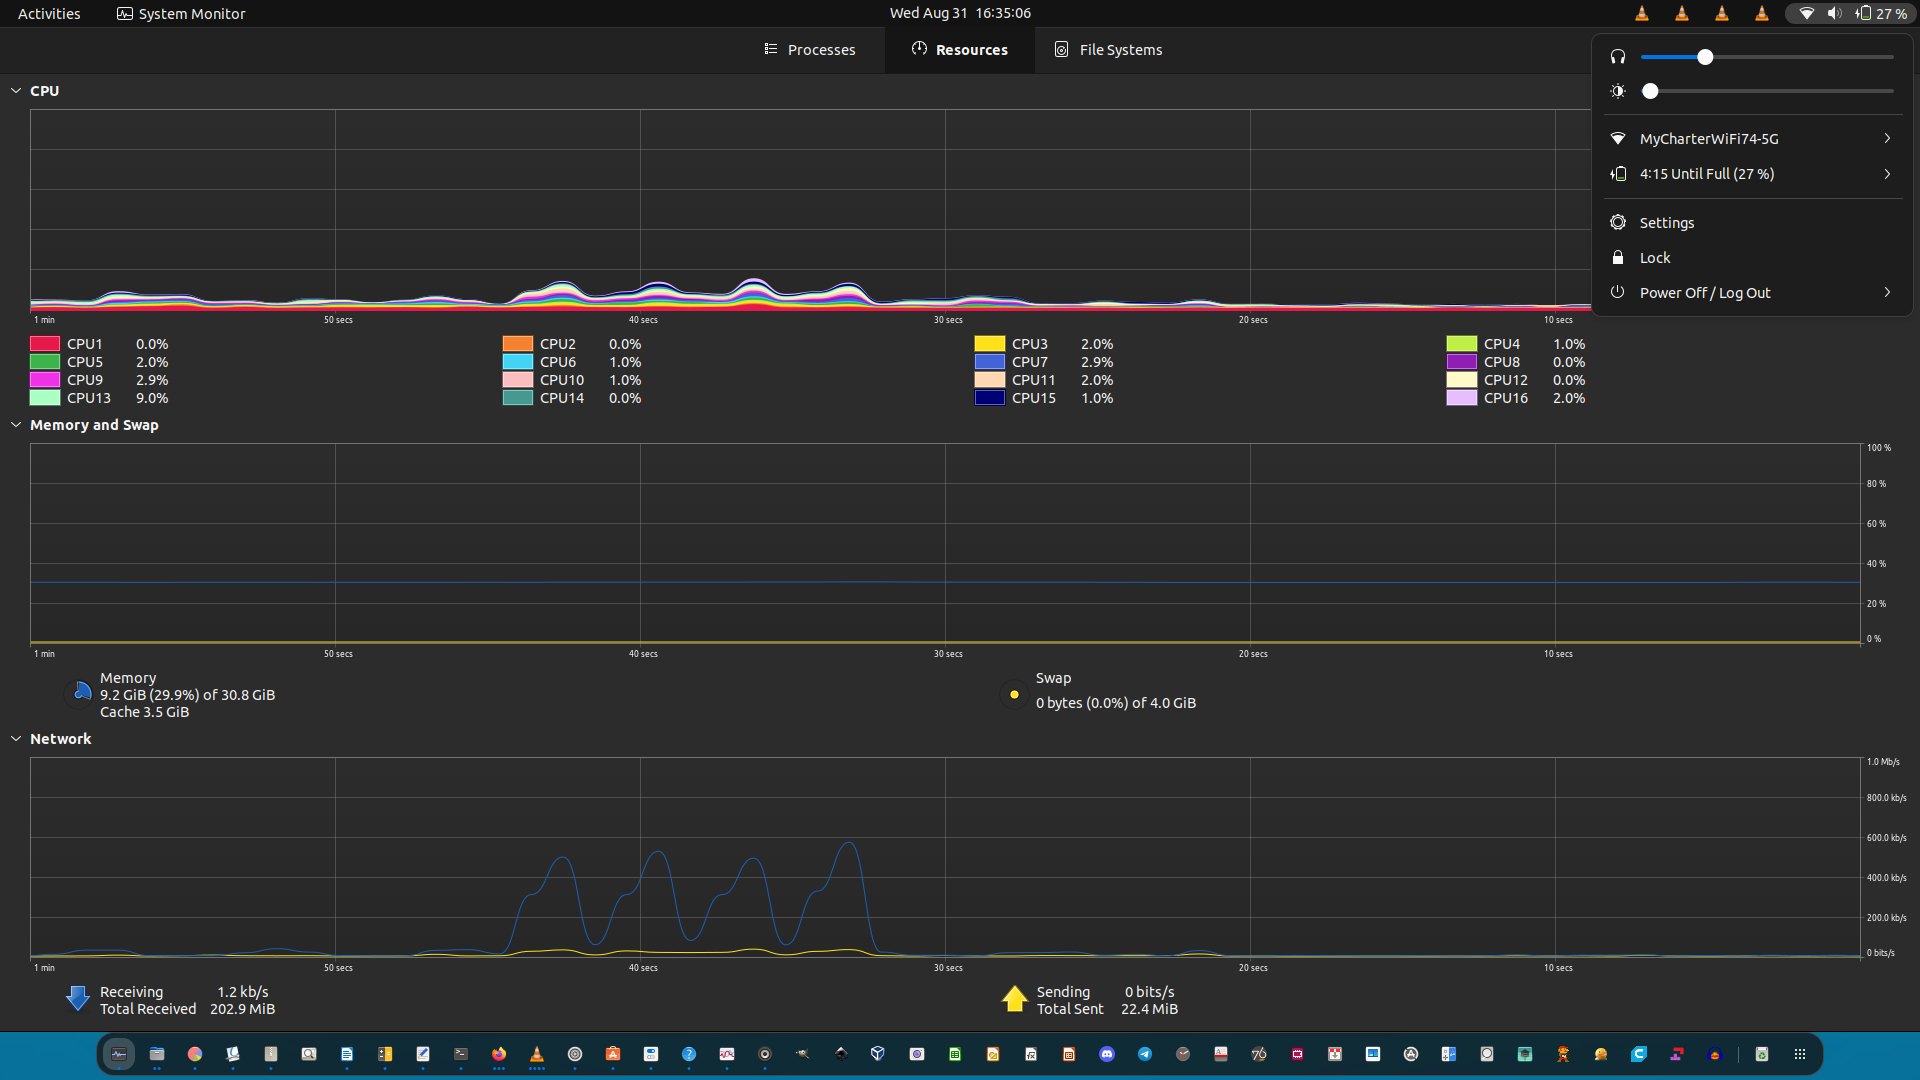 Activities System Monitor Wed Aug 31 16:35:06 27 %
Processes Resources File Systems
CPU
MyCharterWiFi74-5G
4:15 Until Full (27 %)
Settings
Lock
Power Off / Log Out
1 min 50 secs 40 secs 30 secs 20 secs 10 secs
CPU1 0.0% CPU2 0.0% CPU3 2.0% CPU4 1.0%
CPU5 2.0% CPU6 1.0% CPU7 2.9% CPU8 0.0%
CPU9 2.9% CPU10 1.0% CPU11 2.0% CPU12 0.0%
CPU13 9.0% CPU14 0.0% CPU15 1.0% CPU16 2.0%
Memory and Swap
100 %
80 %
60 %
40 %
20 %
0 %
1 min 50 secs 40 secs 30 secs 20 secs 10 secs
Memory Swap
9.2 GiB (29.9%) of 30.8 GiB 0 bytes (0.0%) of 4.0 GiB
Cache 3.5 GiB
Network
1.0 Mb/s
800.0 kb/s
600.0 kb/s
400.0 kb/s
200.0 kb/s
0 bits/s
1 min 50 secs 40 secs 30 secs 20 secs 10 secs
Receiving 1.2 kb/s Sending 0 bits/s
Total Received 202.9 MiB Total Sent 22.4 MiB
76